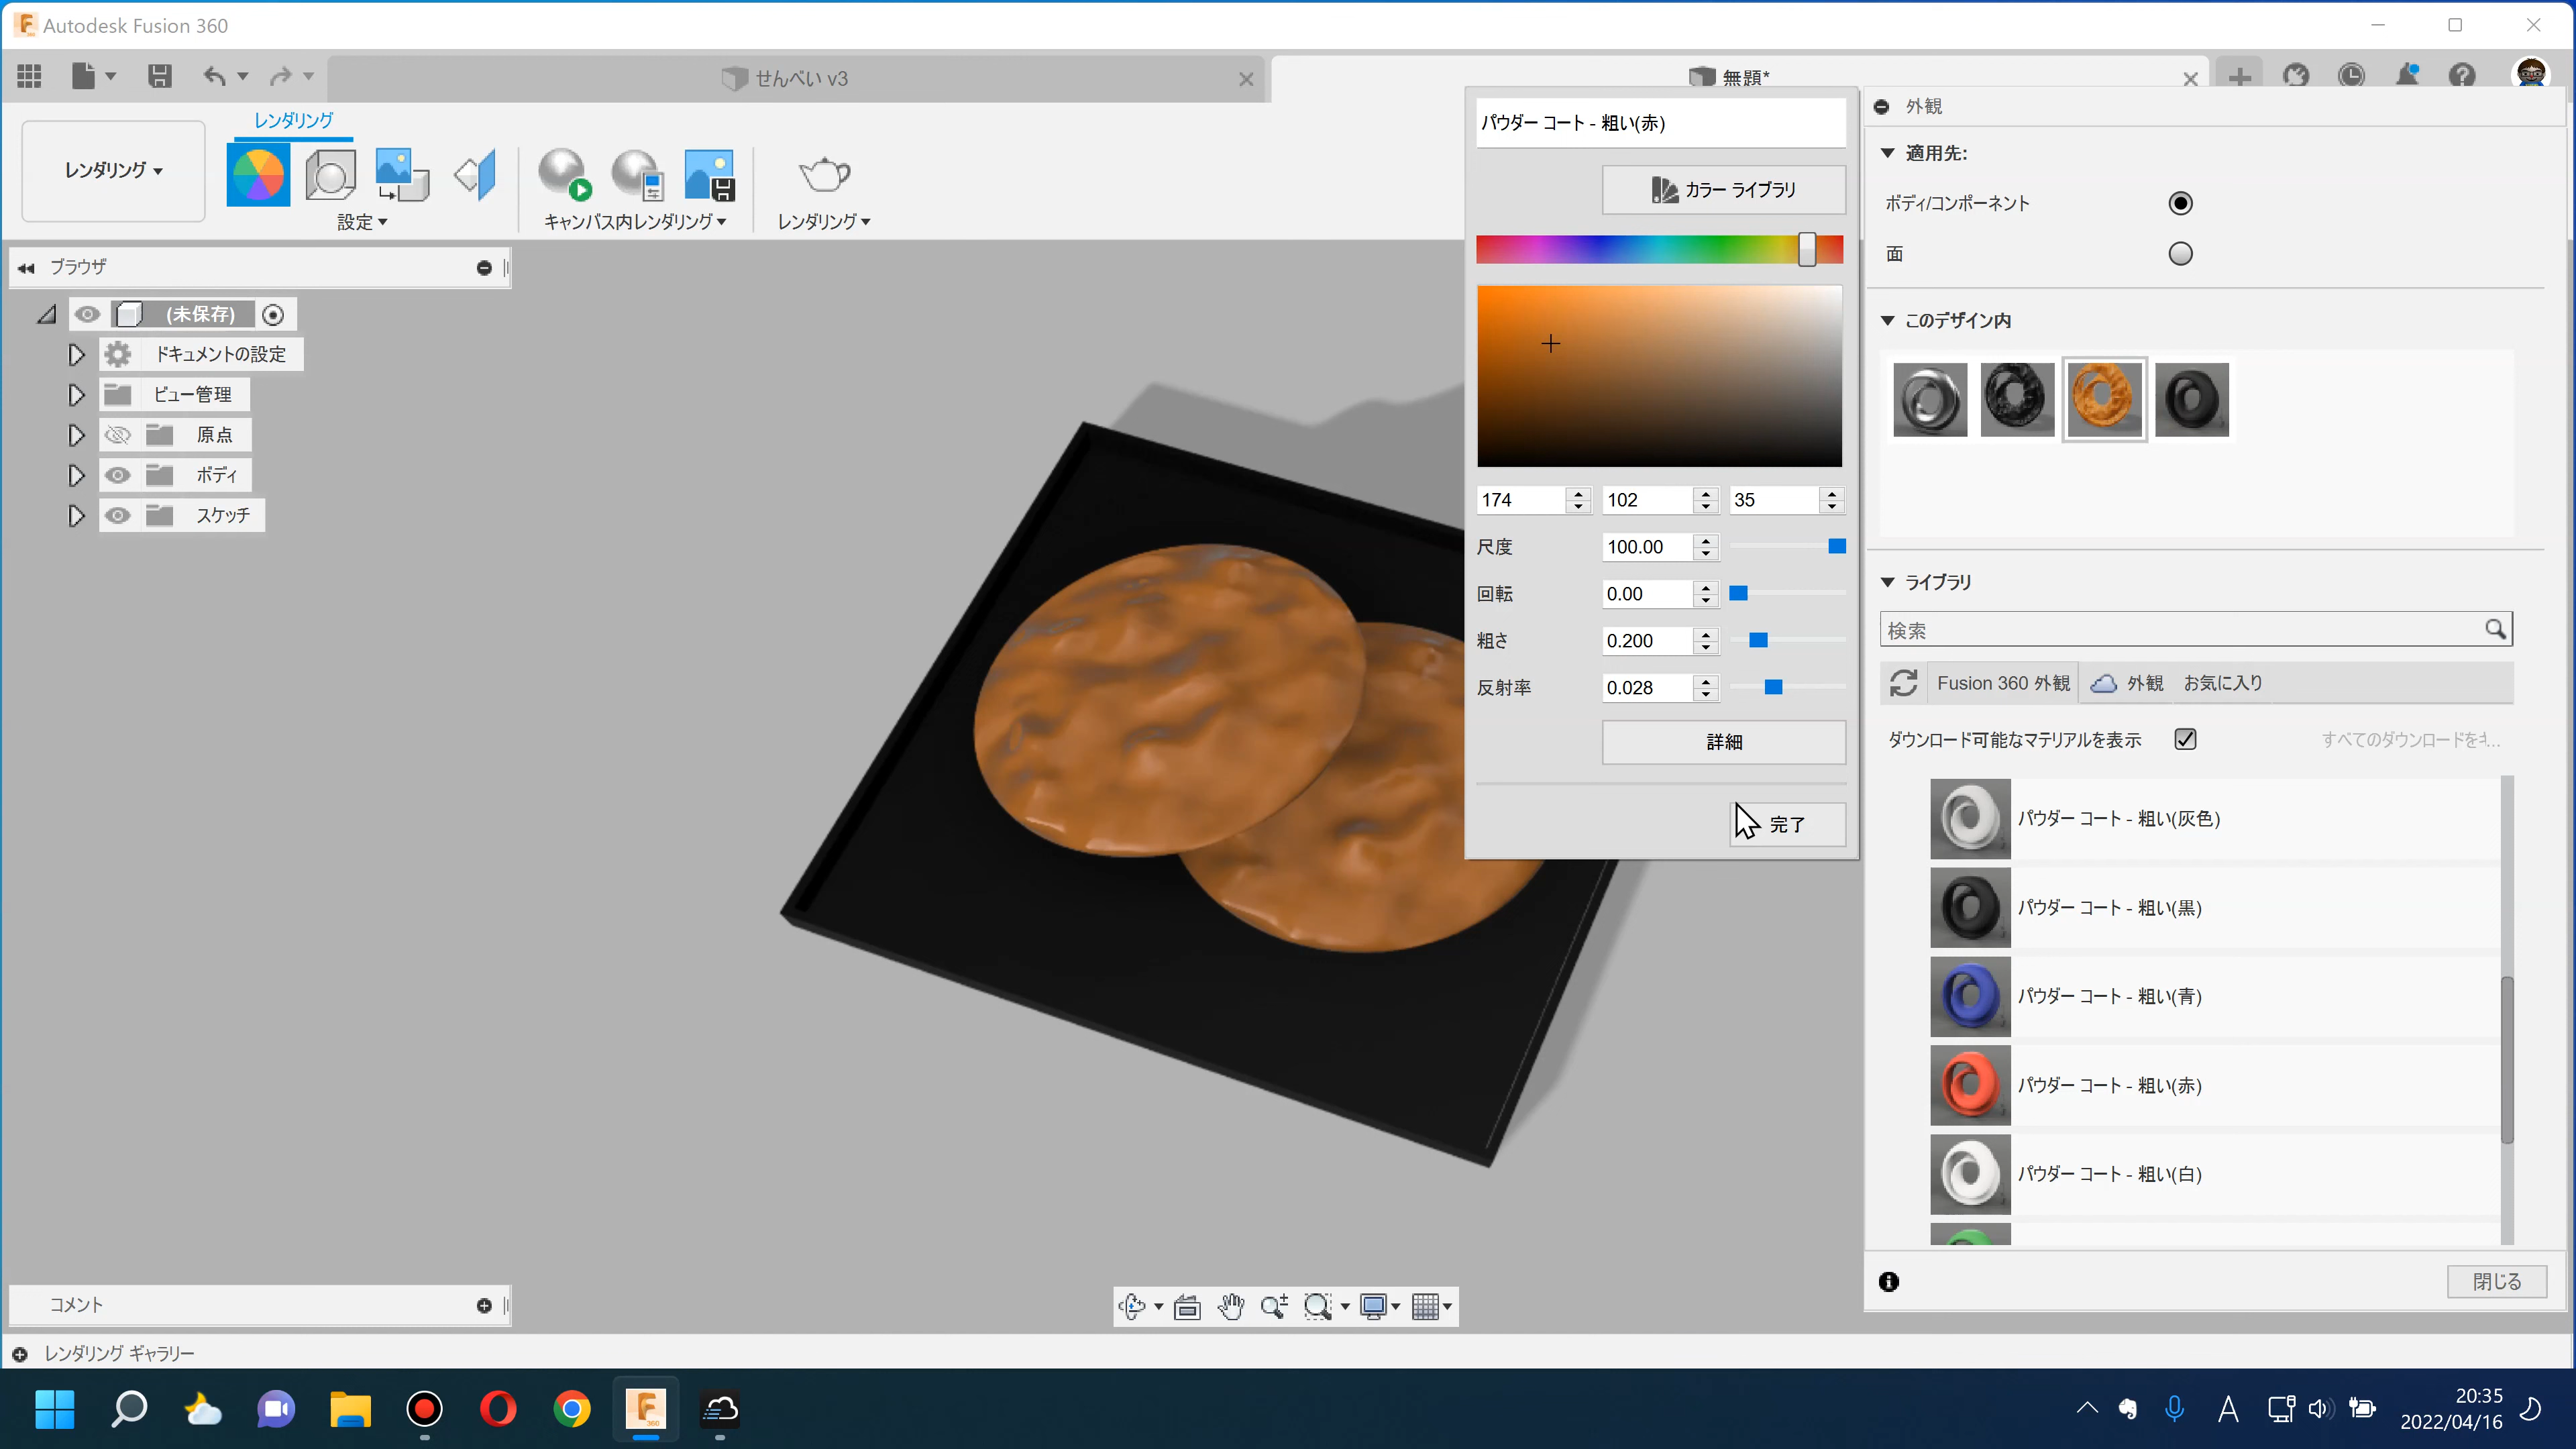 Autodesk Fusion 360
せんべい v3
無題*
レンダリング
レンダリング
設定
キャンバス内レンダリング
レンダリング
ブラウザ
(未保存)
ドキュメントの設定
ビュー管理
原点
ボディ
スケッチ
パウダー コート - 粗い(赤)
カラー ライブラリ
174
102
35
尺度
100.00
回転
0.00
粗さ
0.200
反射率
0.028
詳細
完了
外観
適用先:
ボディ/コンポーネント
面
このデザイン内
ライブラリ
検索
Fusion 360 外観
外観
お気に入り
ダウンロード可能なマテリアルを表示
すべてのダウンロードをキ...
パウダー コート - 粗い(灰色)
パウダー コート - 粗い(黒)
パウダー コート - 粗い(青)
パウダー コート - 粗い(赤)
パウダー コート - 粗い(白)
閉じる
コメント
レンダリング ギャラリー
A
20:35
2022/04/16